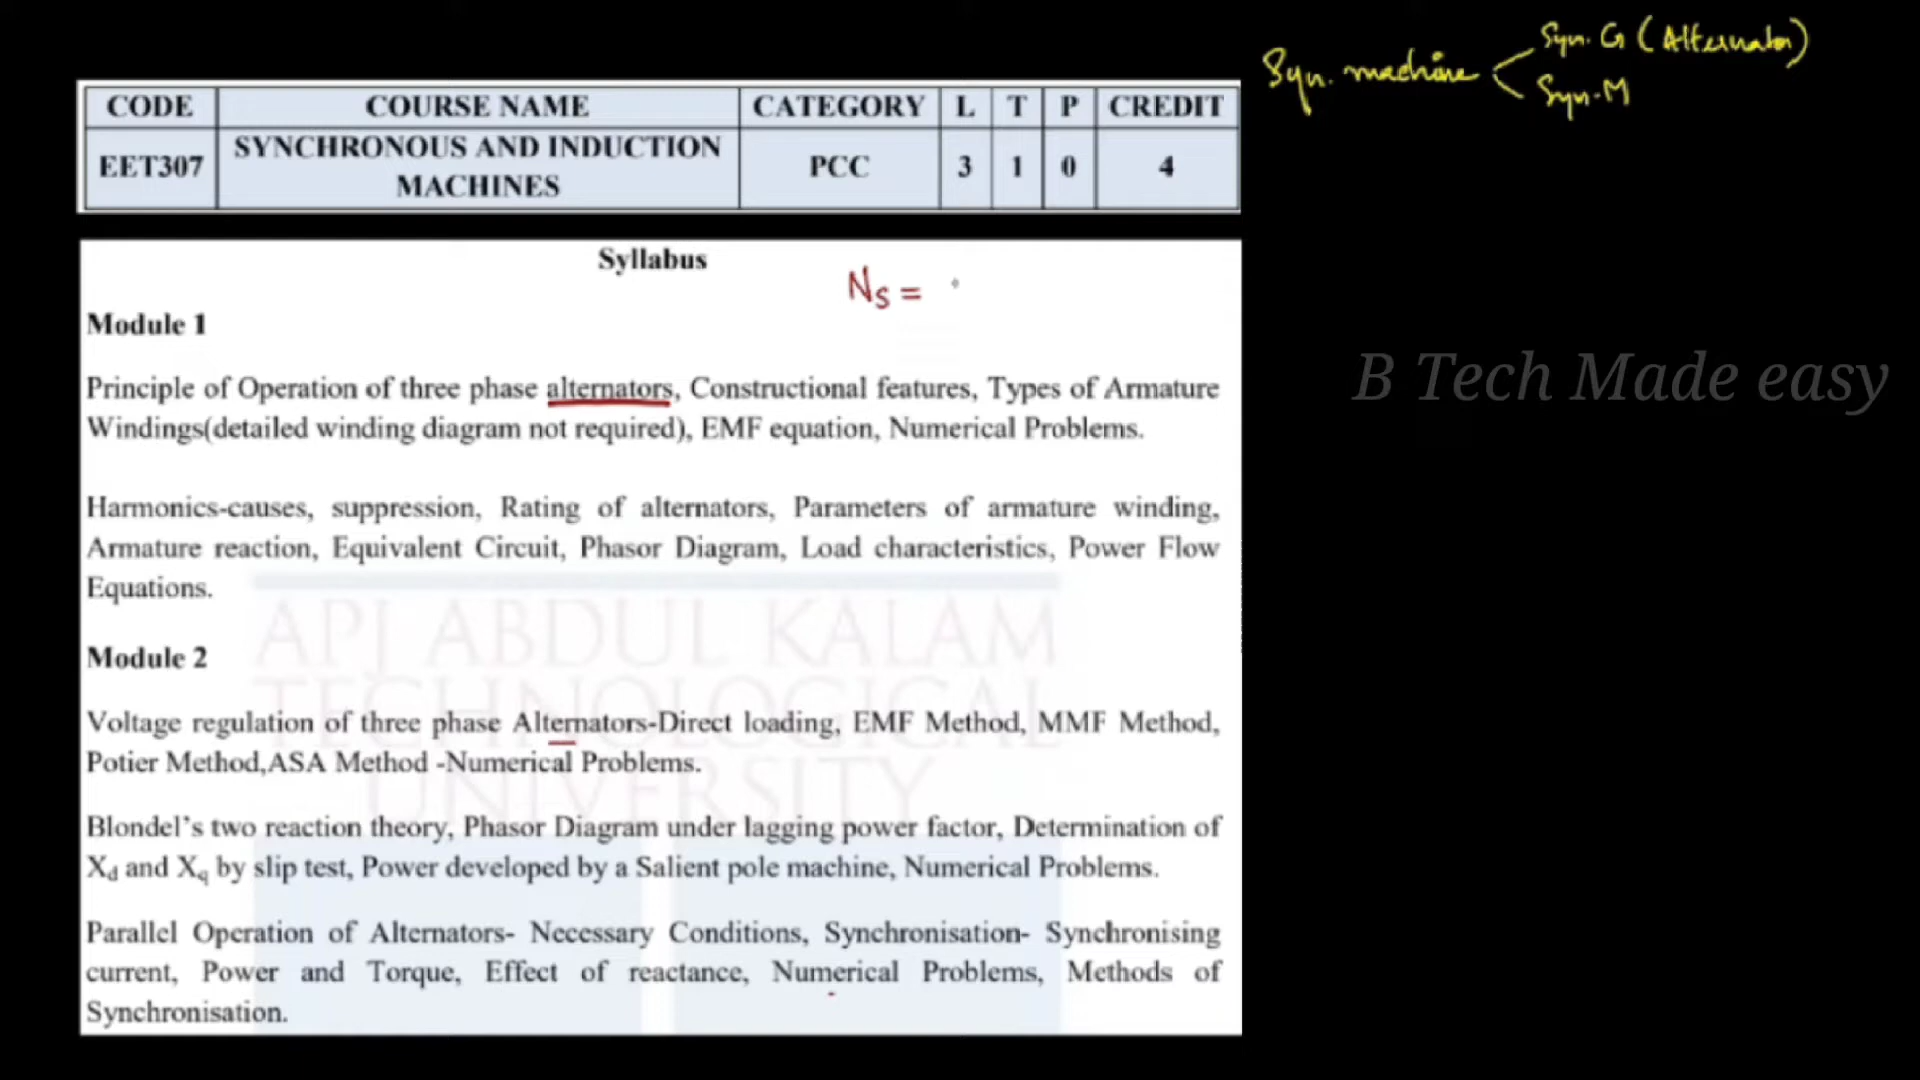 Syn. machine
Syn. G (Alternator)
Syn. M
CODE COURSE NAME CATEGORY L T P CREDIT
EET307 SYNCHRONOUS AND INDUCTION MACHINES PCC 3 1 0 4
Syllabus
Ns =
Module 1
Principle of Operation of three phase alternators, Constructional features, Types of Armature
Windings(detailed winding diagram not required), EMF equation, Numerical Problems.
B Tech Made easy
Harmonics-causes, suppression, Rating of alternators, Parameters of armature winding,
Armature reaction, Equivalent Circuit, Phasor Diagram, Load characteristics, Power Flow
Equations.
APJ ABDUL KALAM
TECHNOLOGICAL
UNIVERSITY
Module 2
Voltage regulation of three phase Alternators-Direct loading, EMF Method, MMF Method,
Potier Method,ASA Method -Numerical Problems.
Blondel's two reaction theory, Phasor Diagram under lagging power factor, Determination of
Xd and Xq by slip test, Power developed by a Salient pole machine, Numerical Problems.
Parallel Operation of Alternators- Necessary Conditions, Synchronisation- Synchronising
current, Power and Torque, Effect of reactance, Numerical Problems, Methods of
Synchronisation.